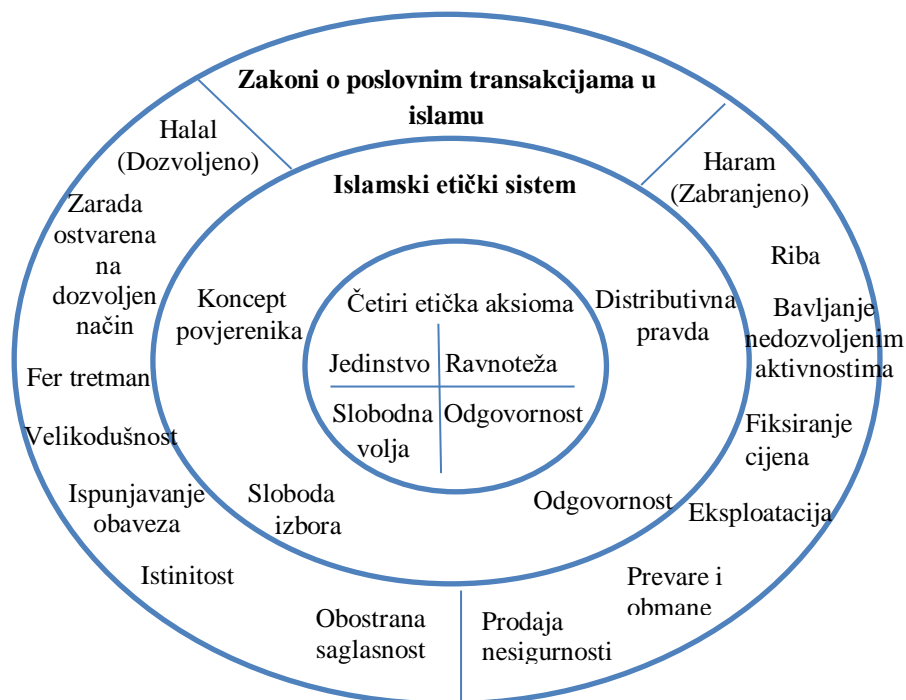 Zakoni o poslovnim transakcijama u
islamu
Halal
(Dozvoljeno)
Zarada
ostvarena
na
dozvoljen
način
Fer tretman
Velikodušnost
Ispunjavanje
obaveza
Istinitost
Obostrana
saglasnost
Haram
(Zabranjeno)
Riba
Bavljanje
nedozvoljenim
aktivnostima
Fiksiranje
cijena
Eksploatacija
Prevare i
obmane
Prodaja
nesigurnosti
Islamski etički sistem
Koncept
povjerenika
Distributivna
pravda
Sloboda
izbora
Odgovornost
Četiri etička aksioma
Jedinstvo
Ravnoteža
Slobodna
volja
Odgovornost